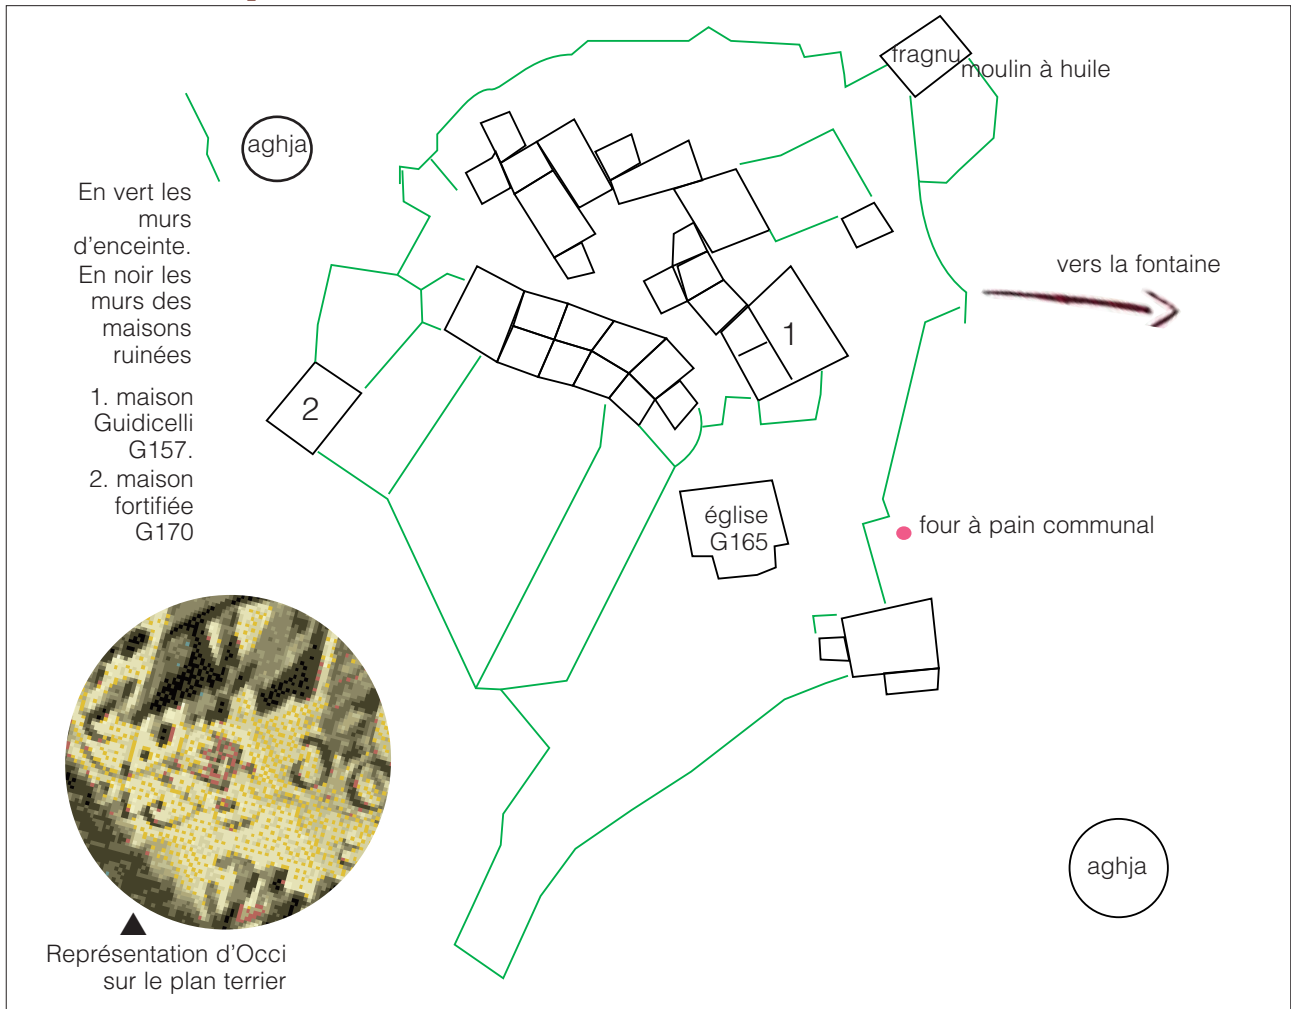 fragnu
moulin à huile
aghja
En vert les
murs
d'enceinte.
En noir les
murs des
maisons
ruinées
1. maison
Guidicelli
G157.
2. maison
fortifiée
G170
vers la fontaine
1
2
église
G165
four à pain communal
aghja
Représentation d'Occi
sur le plan terrier